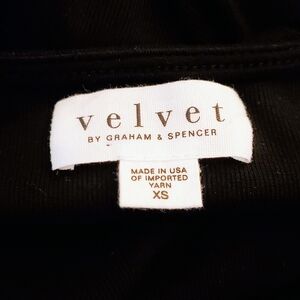 velvet
BY GRAHAM & SPENCER
MADE IN USA
OF IMPORTED
YARN
XS